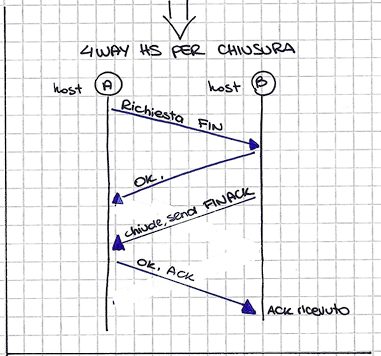 4WAY HS PER CHIUSURA
host A host B
Richiesta FIN
OK,
chiude, send FINACK
OK, ACK
ACK ricevuto